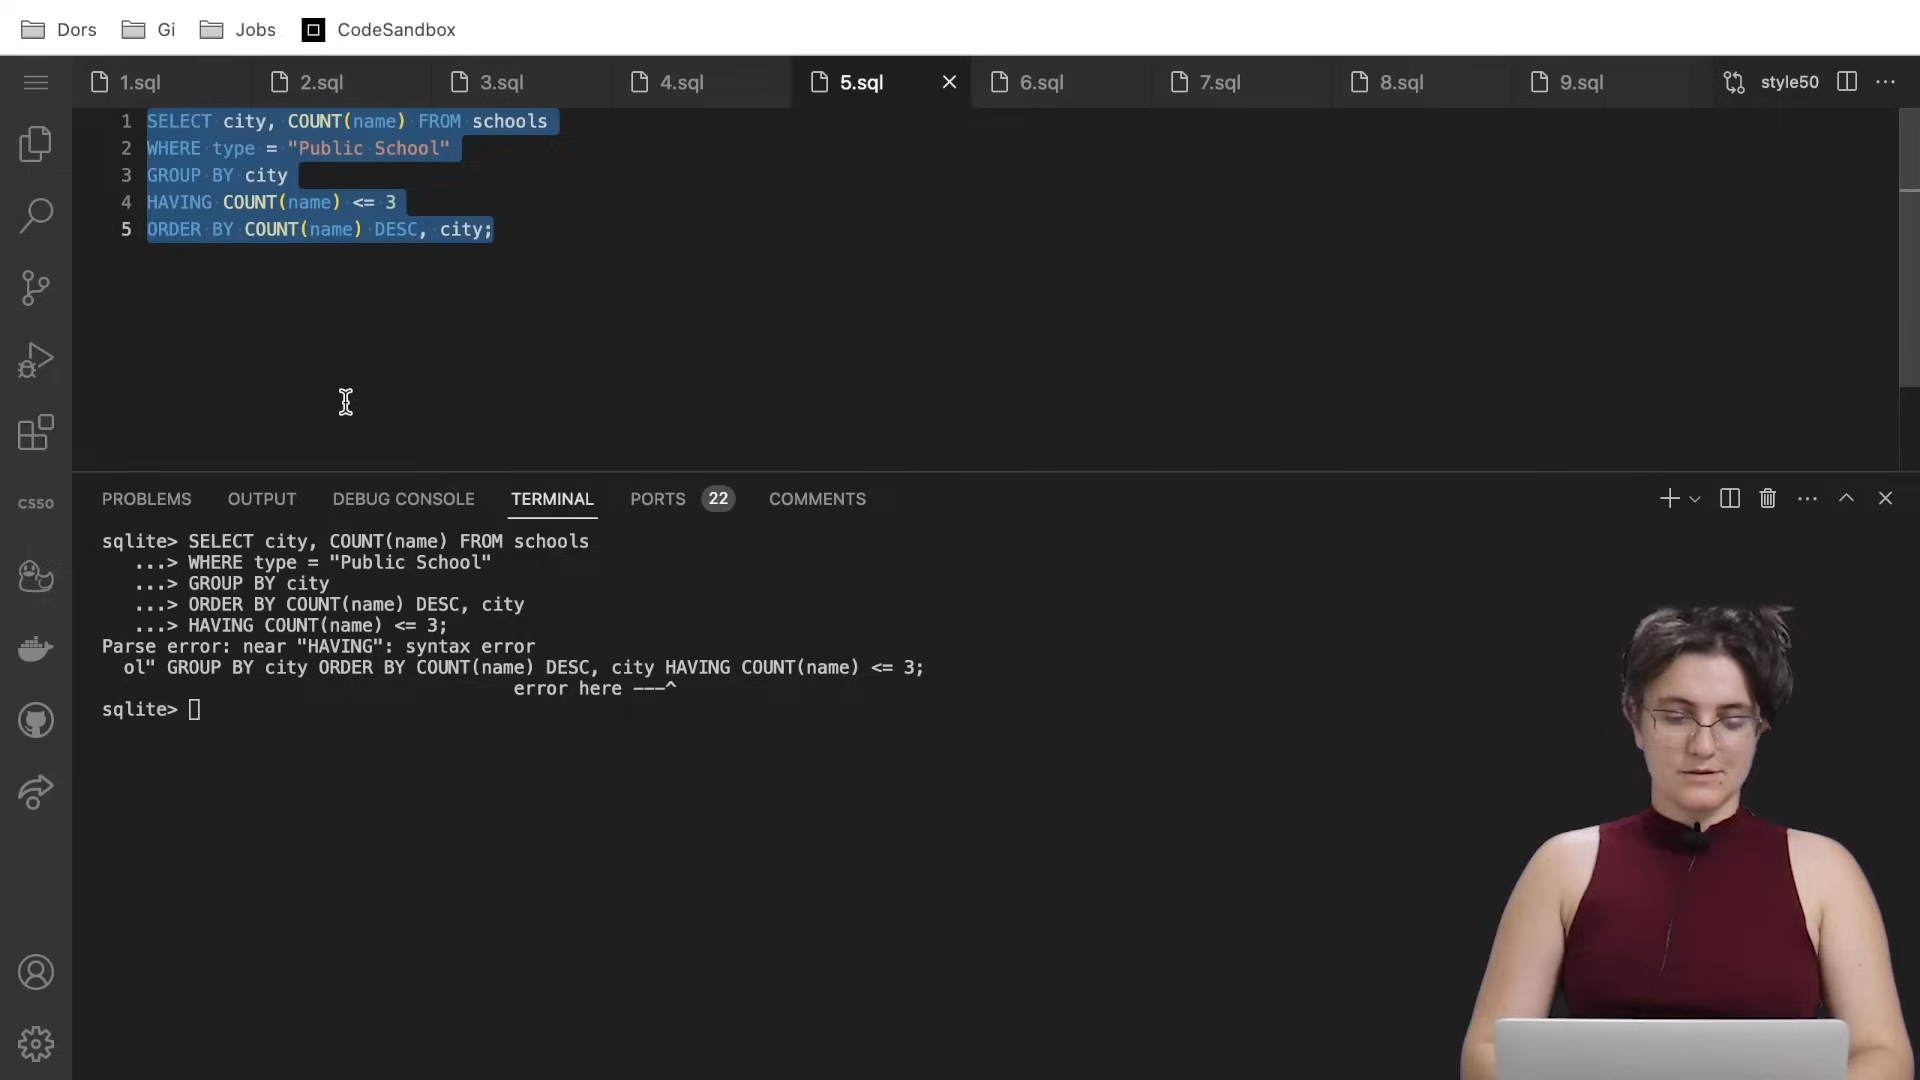 Dors Gi Jobs CodeSandbox
1.sql 2.sql 3.sql 4.sql 5.sql 6.sql 7.sql 8.sql 9.sql style50
1 SELECT city, COUNT(name) FROM schools
2 WHERE type = "Public School"
3 GROUP BY city
4 HAVING COUNT(name) <= 3
5 ORDER BY COUNT(name) DESC, city;
CS50
PROBLEMS OUTPUT DEBUG CONSOLE TERMINAL PORTS 22 COMMENTS
sqlite> SELECT city, COUNT(name) FROM schools
...> WHERE type = "Public School"
...> GROUP BY city
...> ORDER BY COUNT(name) DESC, city
...> HAVING COUNT(name) <= 3;
Parse error: near "HAVING": syntax error
ol" GROUP BY city ORDER BY COUNT(name) DESC, city HAVING COUNT(name) <= 3;
error here ---^
sqlite>